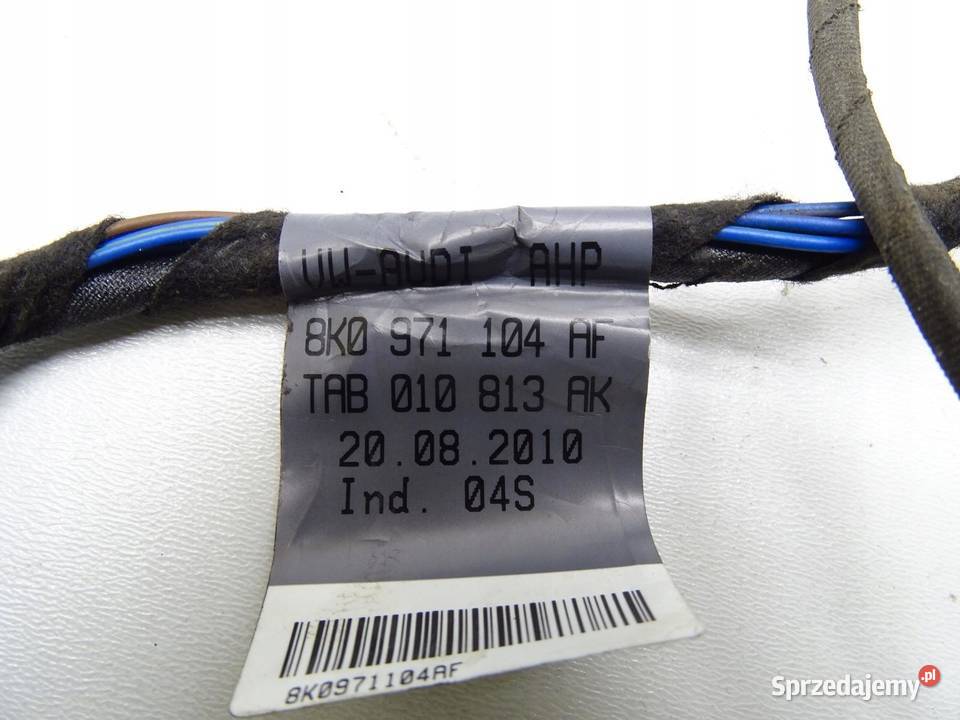 VW-AUDI AHP
8K0 971 104 AF
TAB 010 813 AK
20.08.2010
Ind. 04S
8K0971104AF
Sprzedajemy.pl